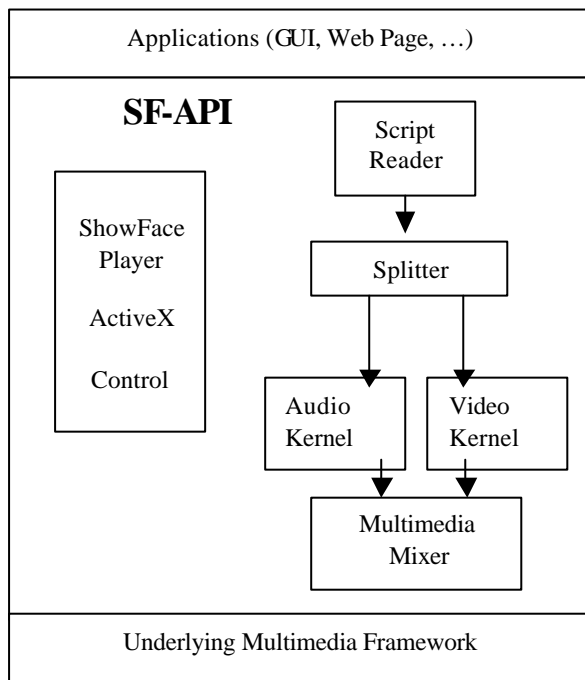 Applications (GUI, Web Page, …)
SF-API
Script
Reader
ShowFace
Player
ActiveX
Control
Splitter
Audio
Kernel
Video
Kernel
Multimedia
Mixer
Underlying Multimedia Framework